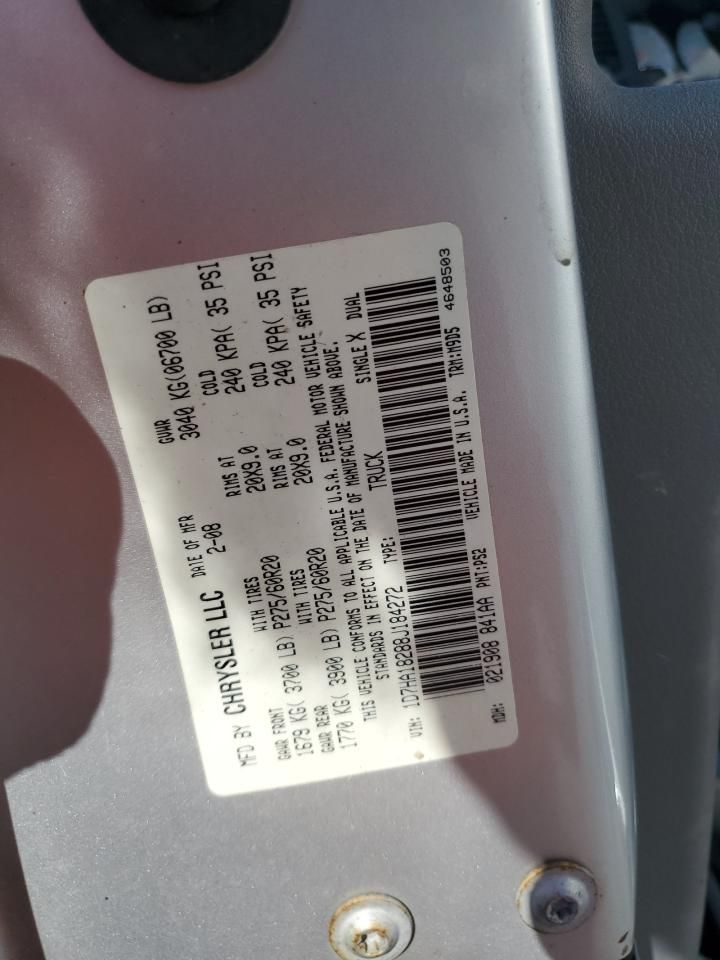 MFD BY CHRYSLER LLC DATE OF MFR 2-08 GVWR 3040 KG(06700 LB)
GAWR FRONT WITH TIRES RIMS AT COLD
1679 KG( 3700 LB) P275/60R20 20X9.0 240 KPA( 35 PSI
GAWR REAR WITH TIRES RIMS AT COLD
1770 KG( 3900 LB) P275/60R20 20X9.0 240 KPA( 35 PSI
THIS VEHICLE CONFORMS TO ALL APPLICABLE U.S.A. FEDERAL MOTOR VEHICLE SAFETY
STANDARDS IN EFFECT ON THE DATE OF MANUFACTURE SHOWN ABOVE.
VIN: 1D7HA18288J184272 TYPE: TRUCK SINGLE X DUAL
MDH: 021908 841AA PNT:PS2 VEHICLE MADE IN U.S.A. TRM:M9D5 4648503